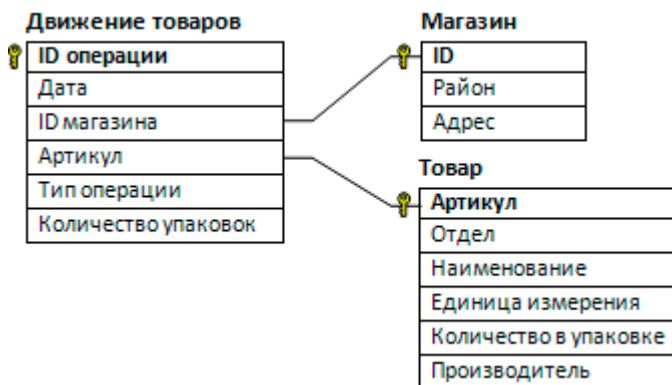 Движение товаров
ID операции
Дата
ID магазина
Артикул
Тип операции
Количество упаковок
Магазин
ID
Район
Адрес
Товар
Артикул
Отдел
Наименование
Единица измерения
Количество в упаковке
Производитель